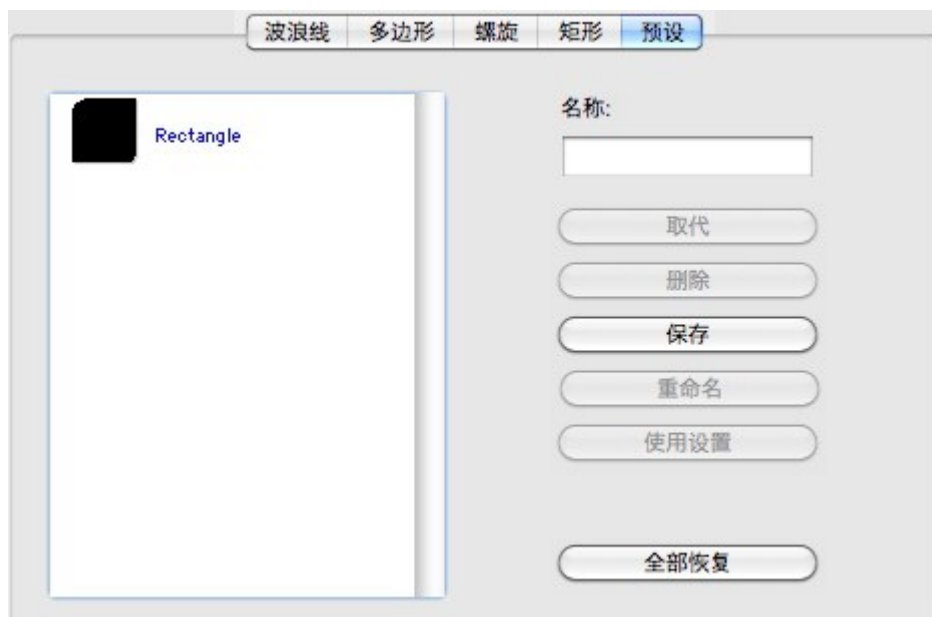 波浪线 多边形 螺旋 矩形 预设
Rectangle
名称:
取代
删除
保存
重命名
使用设置
全部恢复